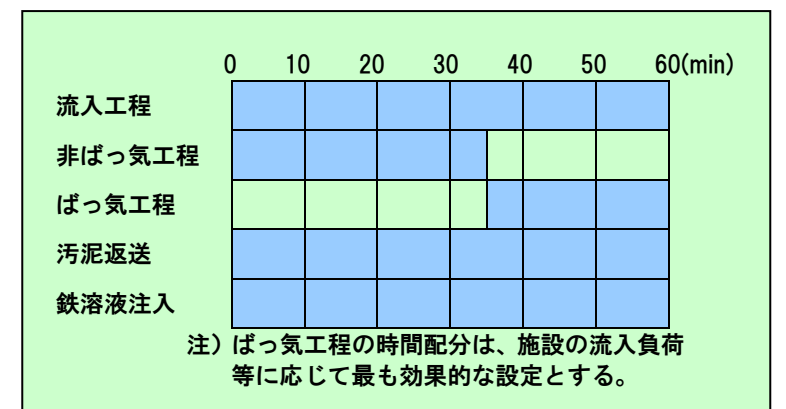 0 10 20 30 40 50 60(min)
流入工程
非ばっ気工程
ばっ気工程
汚泥返送
鉄溶液注入
注）ばっ気工程の時間配分は、施設の流入負荷
等に応じて最も効果的な設定とする。